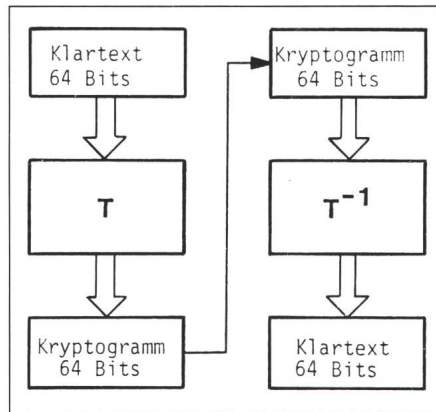 Klartext
64 Bits
T
Kryptogramm
64 Bits
Kryptogramm
64 Bits
T⁻¹
Klartext
64 Bits